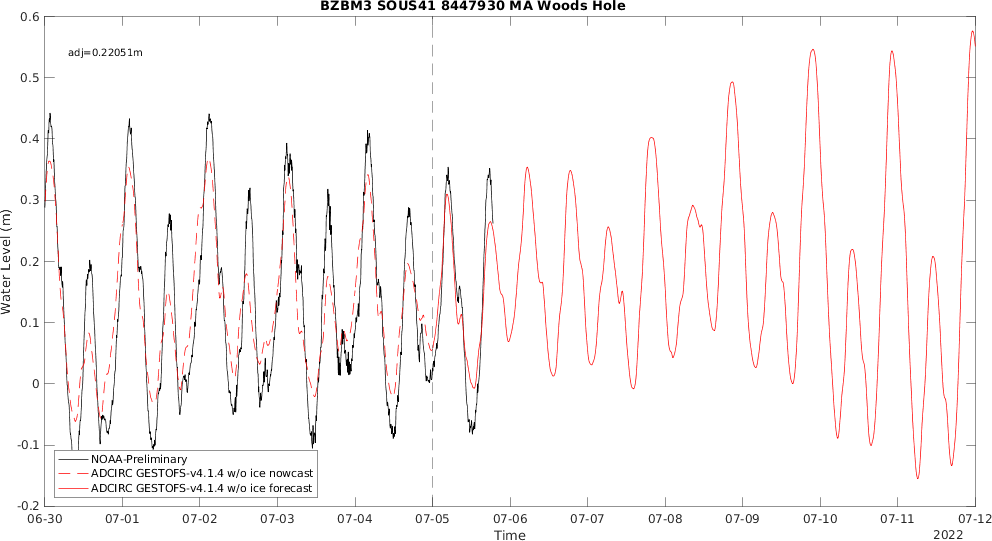 BZBM3 SOUS41 8447930 MA Woods Hole
adj=0.22051m
Water Level (m)
0.6
0.5
0.4
0.3
0.2
0.1
0
-0.1
-0.2
NOAA-Preliminary
ADCIRC GESTOFS-v4.1.4 w/o ice nowcast
ADCIRC GESTOFS-v4.1.4 w/o ice forecast
06-30 07-01 07-02 07-03 07-04 07-05 07-06 07-07 07-08 07-09 07-10 07-11 07-12
Time
2022